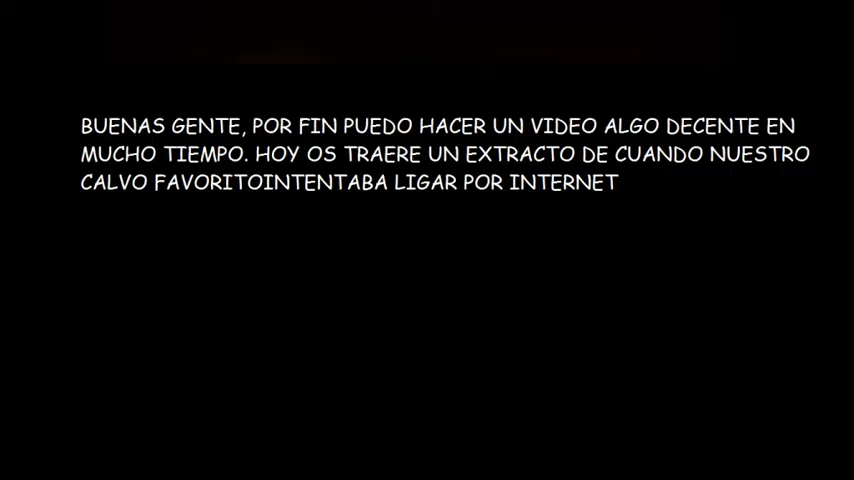 BUENAS GENTE, POR FIN PUEDO HACER UN VIDEO ALGO DECENTE EN
MUCHO TIEMPO. HOY OS TRAERE UN EXTRACTO DE CUANDO NUESTRO
CALVO FAVORITOINTENTABA LIGAR POR INTERNET